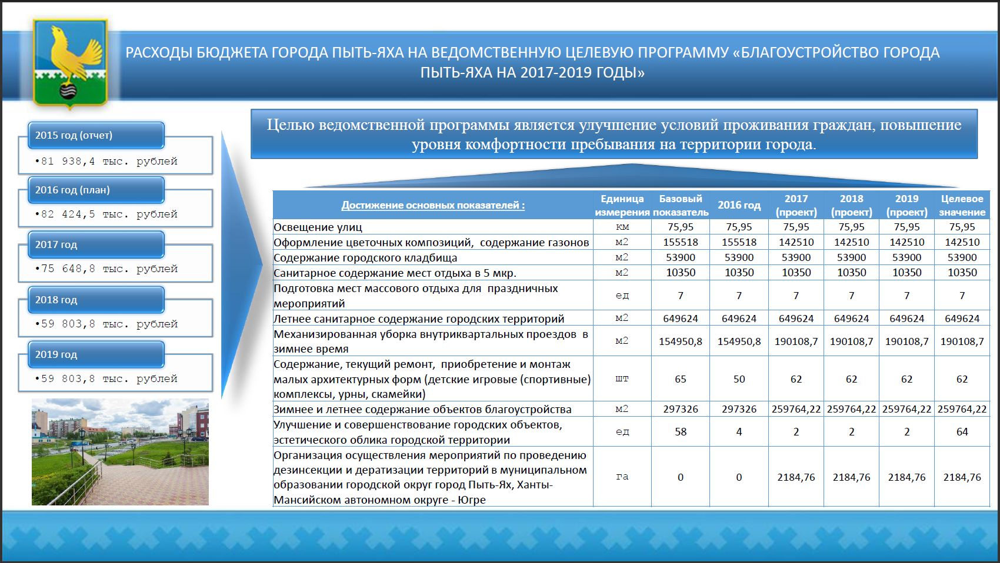 РАСХОДЫ БЮДЖЕТА ГОРОДА ПЫТЬ-ЯХА НА ВЕДОМСТВЕННУЮ ЦЕЛЕВУЮ ПРОГРАММУ «БЛАГОУСТРОЙСТВО ГОРОДА
ПЫТЬ-ЯХА НА 2017-2019 ГОДЫ»
2015 год (отчет)
•81 938,4 тыс. рублей
2016 год (план)
•82 424,5 тыс. рублей
2017 год
•75 648,8 тыс. рублей
2018 год
•59 803,8 тыс. рублей
2019 год
•59 803,8 тыс. рублей
Целью ведомственной программы является улучшение условий проживания граждан, повышение
уровня комфортности пребывания на территории города.
Достижение основных показателей : Единица измерения Базовый показатель 2016 год 2017 (проект) 2018 (проект) 2019 (проект) Целевое значение
Освещение улиц км 75,95 75,95 75,95 75,95 75,95 75,95
Оформление цветочных композиций, содержание газонов м2 155518 155518 142510 142510 142510 142510
Содержание городского кладбища м2 53900 53900 53900 53900 53900 53900
Санитарное содержание мест отдыха в 5 мкр. м2 10350 10350 10350 10350 10350 10350
Подготовка мест массового отдыха для праздничных
мероприятий ед 7 7 7 7 7 7
Летнее санитарное содержание городских территорий м2 649624 649624 649624 649624 649624 649624
Механизированная уборка внутриквартальных проездов в
зимнее время м2 154950,8 154950,8 190108,7 190108,7 190108,7 190108,7
Содержание, текущий ремонт, приобретение и монтаж
малых архитектурных форм (детские игровые (спортивные)
комплексы, урны, скамейки) шт 65 50 62 62 62 62
Зимнее и летнее содержание объектов благоустройства м2 297326 297326 259764,22 259764,22 259764,22 259764,22
Улучшение и совершенствование городских объектов,
эстетического облика городской территории ед 58 4 2 2 2 64
Организация осуществления мероприятий по проведению
дезинсекции и дератизации территорий в муниципальном
образовании городской округ город Пыть-Ях, Ханты-
Мансийском автономном округе - Югре га 0 0 2184,76 2184,76 2184,76 2184,76